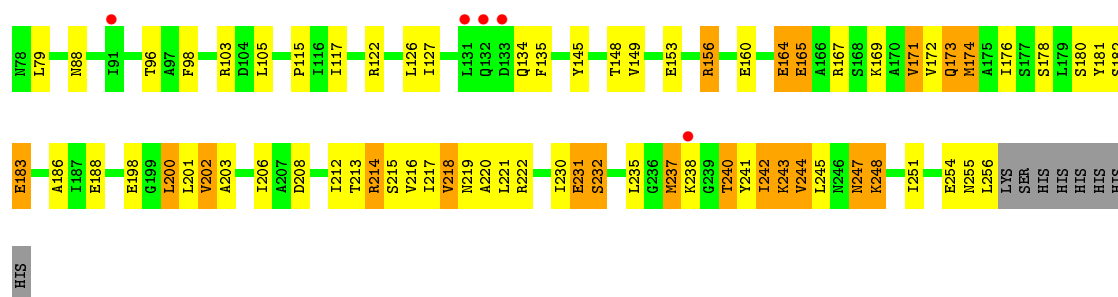 N78 L79 N88 I91 T96 A97 F98 R103 D104 L105 P115 I116 I117 R122 L126 I127 L131 Q132 D133 Q134 F135 Y145 T148 V149 E153 R156 E160 E164 E165 A166 R167 S168 K169 A170 V171 V172 Q173 M174 A175 I176 S177 S178 L179 S180 Y181 S182
E183 A186 I187 E188 E198 G199 L200 L201 V202 A203 I206 A207 D208 I212 T213 R214 S215 V216 I217 V218 N219 A220 L221 R222 I230 E231 S232 L235 G236 M237 K238 G239 T240 Y241 I242 K243 V244 L245 N246 N247 K248 I251 E254 N255 L256 LYS SER HIS HIS HIS HIS HIS
HIS